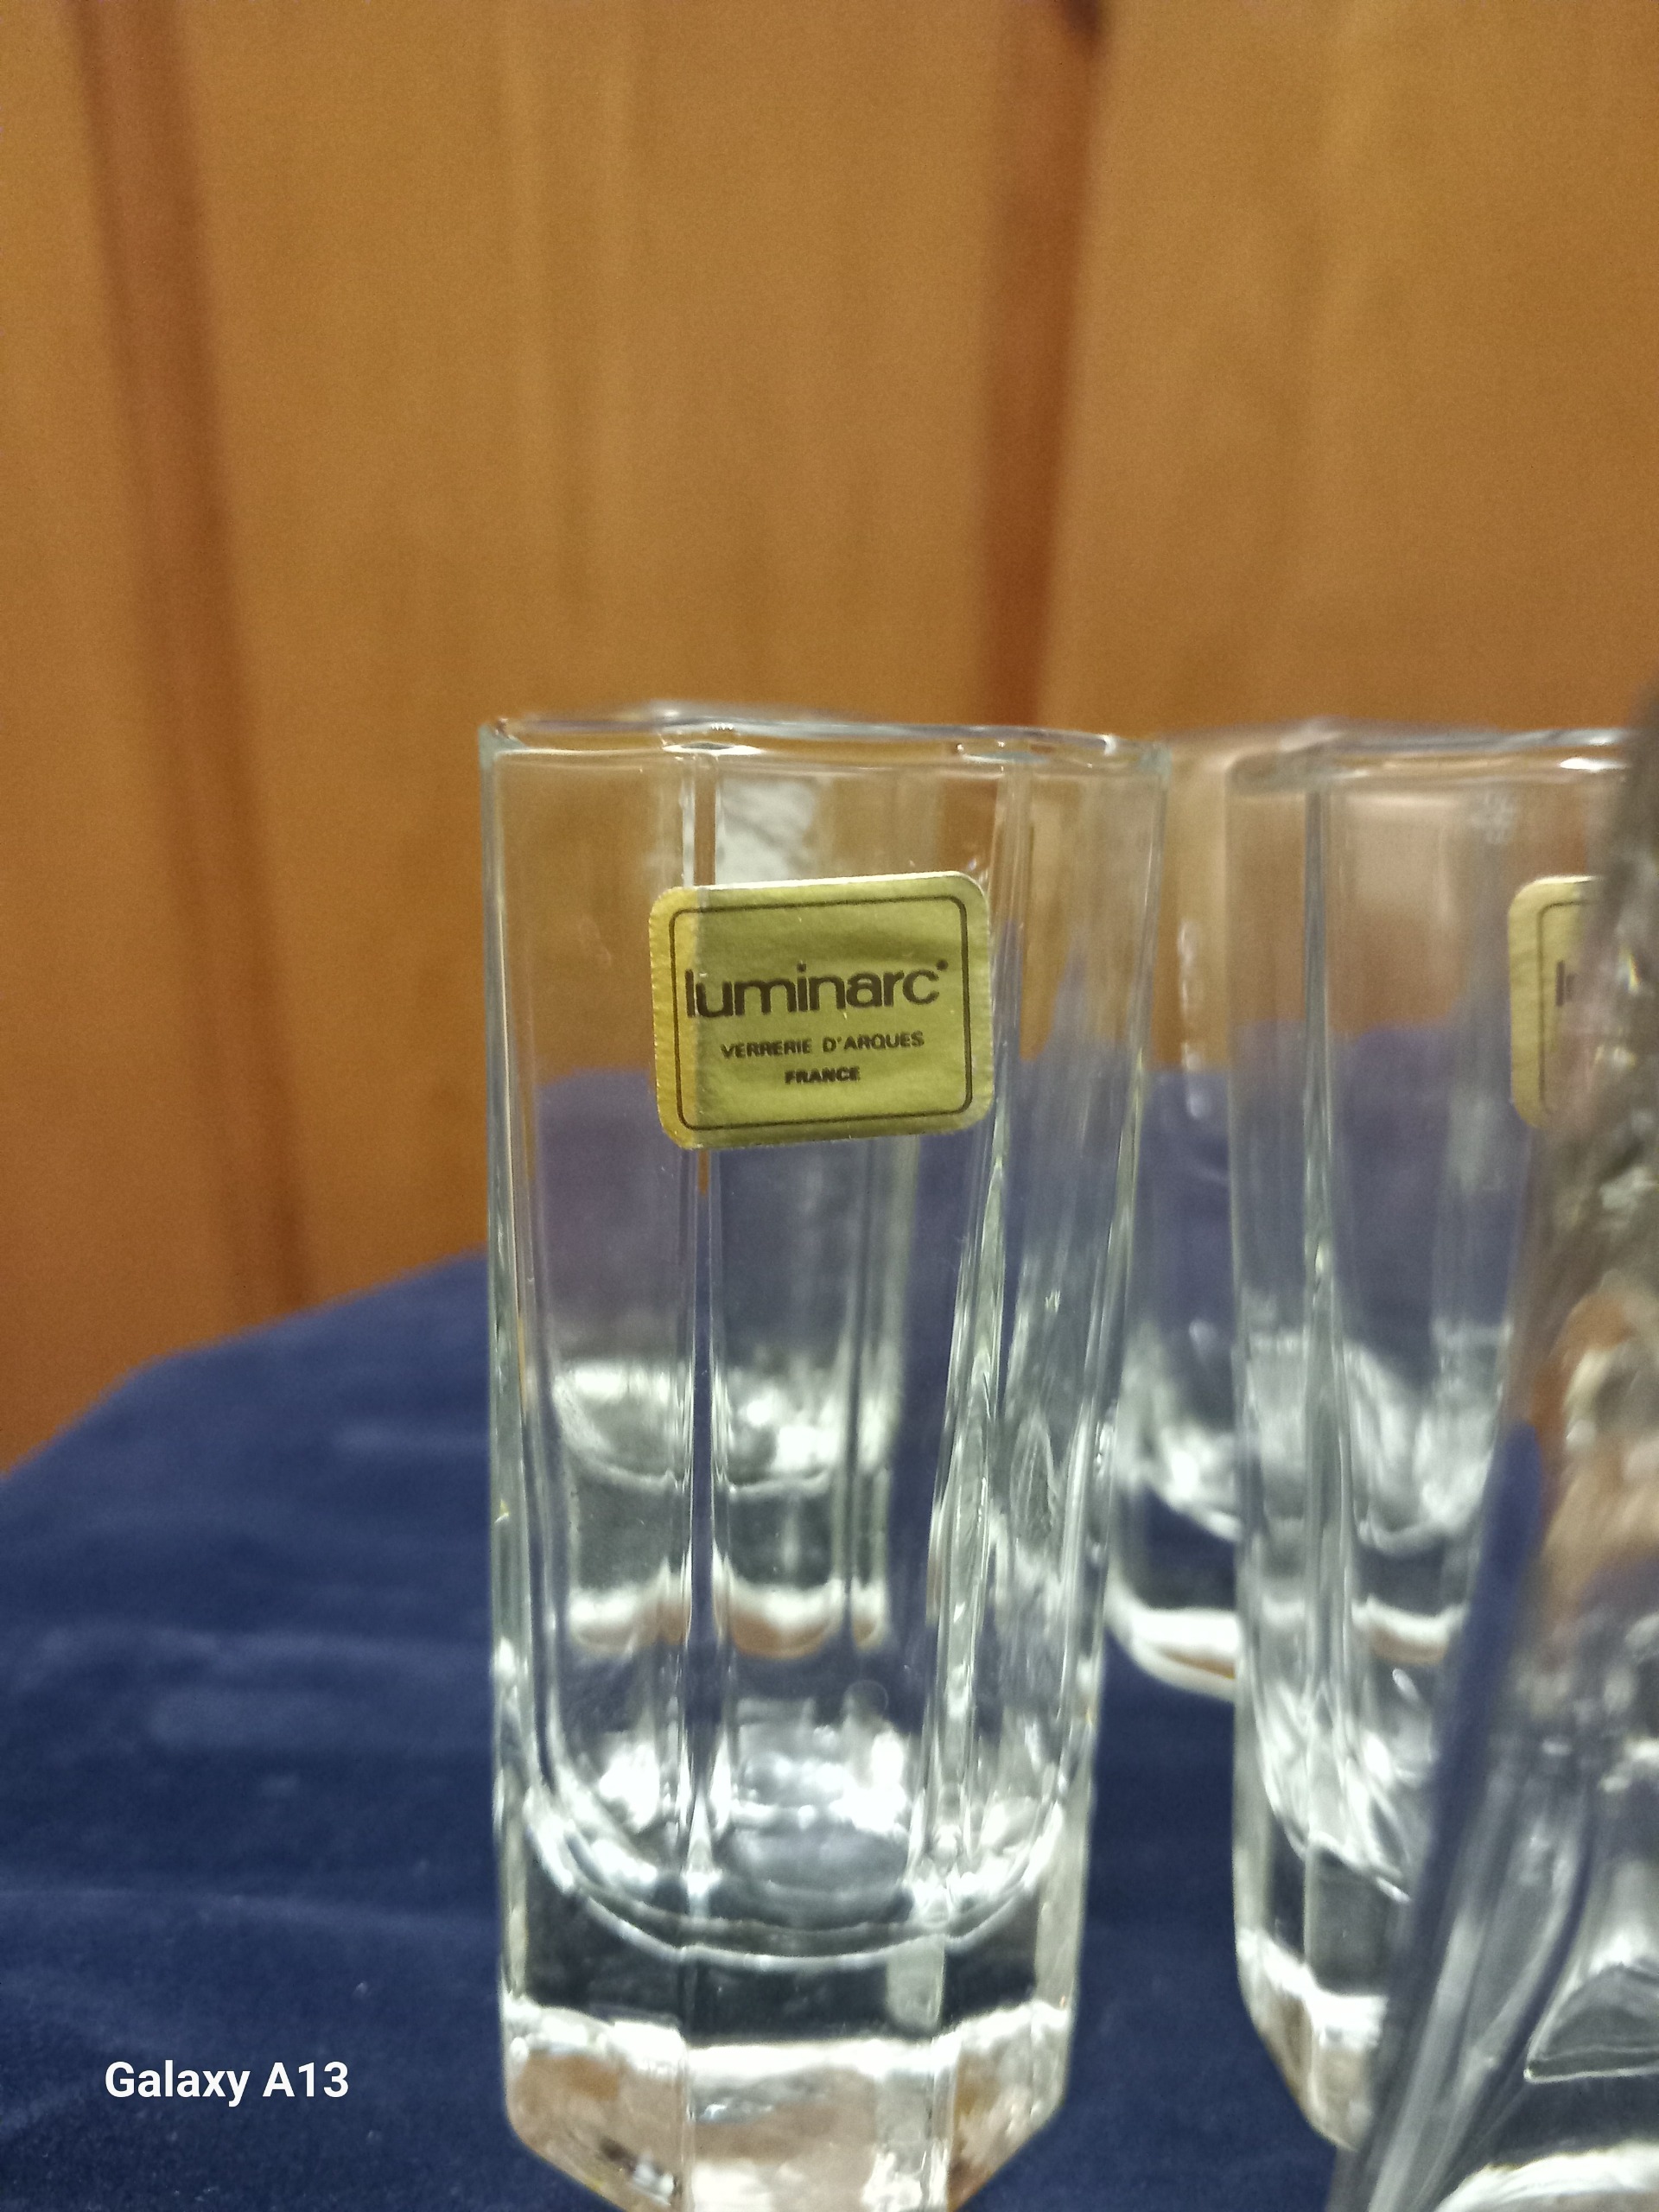 luminarc
VERRERIE D'ARQUES
FRANCE
Galaxy A13